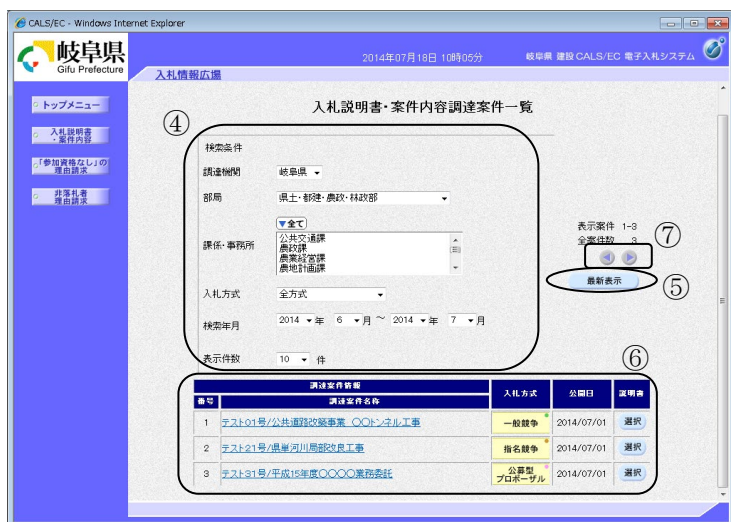 CALS/EC - Windows Internet Explorer
岐阜県
Gifu Prefecture
2014年07月18日 10時05分
岐阜県 建設 CALS/EC 電子入札システム
入札情報広場
トップメニュー
入札説明書
・案件内容
「参加資格なし」の
理由請求
非落札者
理由請求
入札説明書・案件内容調達案件一覧
④
検索条件
調達機関 岐阜県
部局 県土・都建・農政・林政部
▼全て
課係・事務所
公共交通課
農政課
農業経営課
農地計画課
入札方式 全方式
検索年月 2014 年 6 月 ～ 2014 年 7 月
表示件数 10 件
表示案件 1-3
全案件数 3
⑦
最新表示
⑤
⑥
調達案件情報
番号 調達案件名称 入札方式 公開日 説明書
1 テスト01号/公共道路改築事業 〇〇トンネル工事 一般競争 2014/07/01 選択
2 テスト21号/県単河川局部改良工事 指名競争 2014/07/01 選択
3 テスト31号/平成15年度〇〇〇〇業務委託 公募型
プロポーザル 2014/07/01 選択